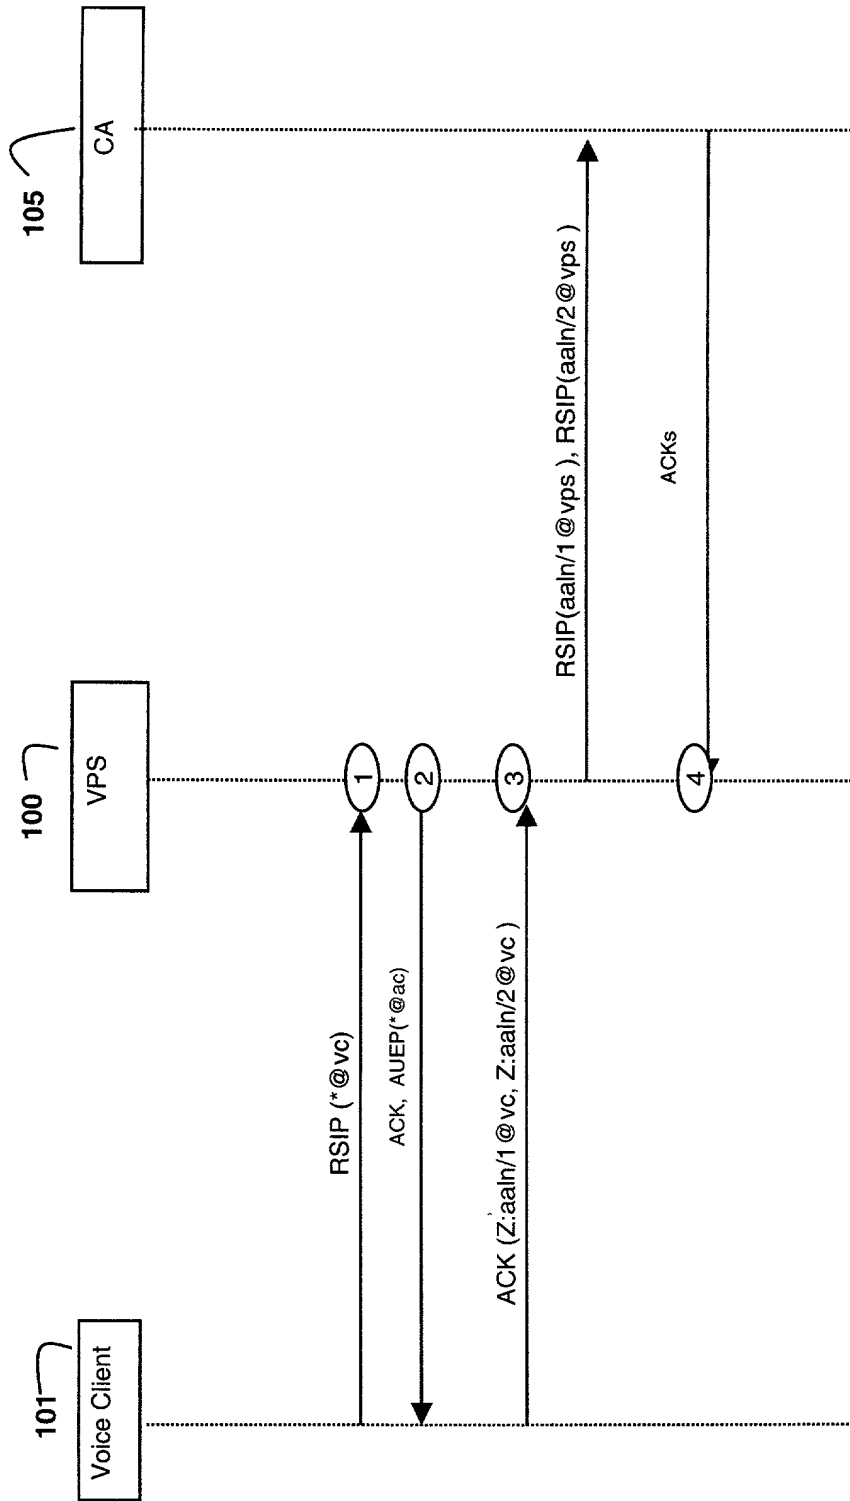 101
100
105
Voice Client
VPS
CA
RSIP (*@vc)
1
ACK, AUEP(*@ac)
2
ACK (Z:aaln/1@vc, Z:aaln/2@vc )
3
RSIP(aaln/1@vps ), RSIP(aaln/2@vps )
ACKs
4